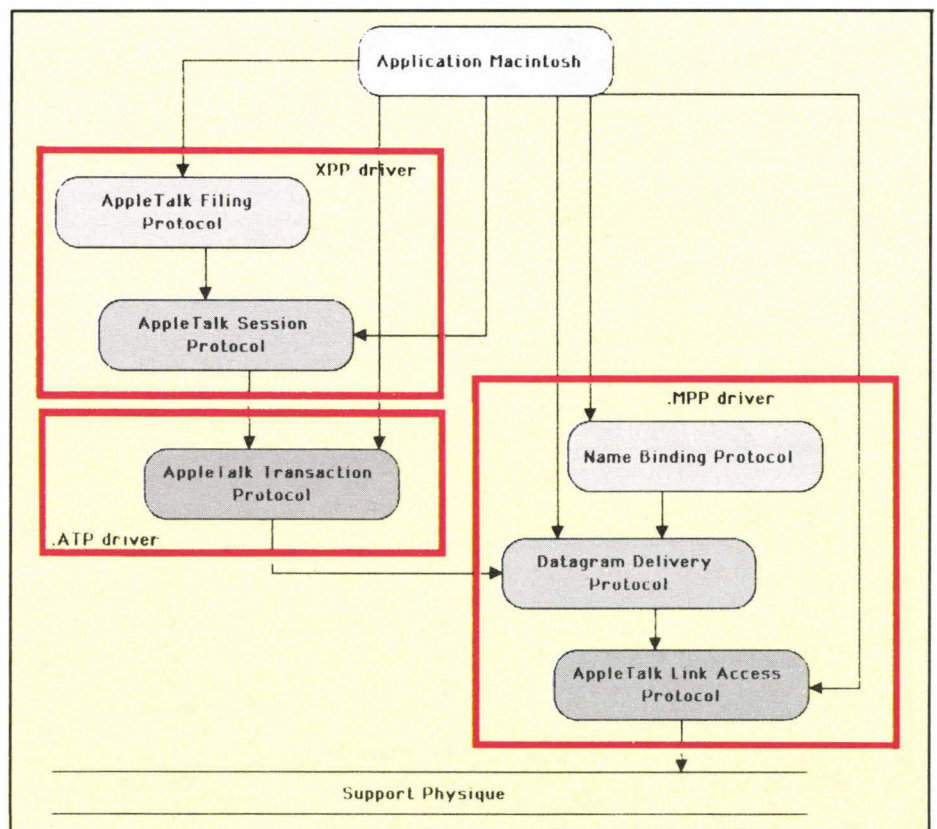 Application Macintosh
XPP driver
AppleTalk Filing
Protocol
AppleTalk Session
Protocol
.MPP driver
Name Binding Protocol
AppleTalk Transaction
Protocol
.ATP driver
Datagram Delivery
Protocol
AppleTalk Link Access
Protocol
Support Physique